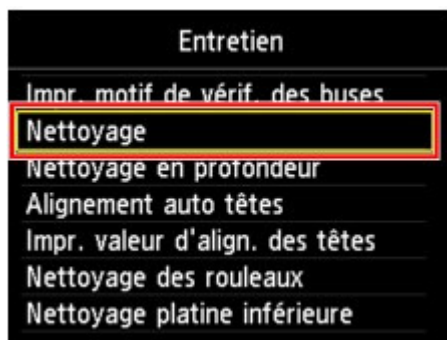 Entretien
Impr. motif de vérif. des buses
Nettoyage
Nettoyage en profondeur
Alignement auto têtes
Impr. valeur d'align. des têtes
Nettoyage des rouleaux
Nettoyage platine inférieure